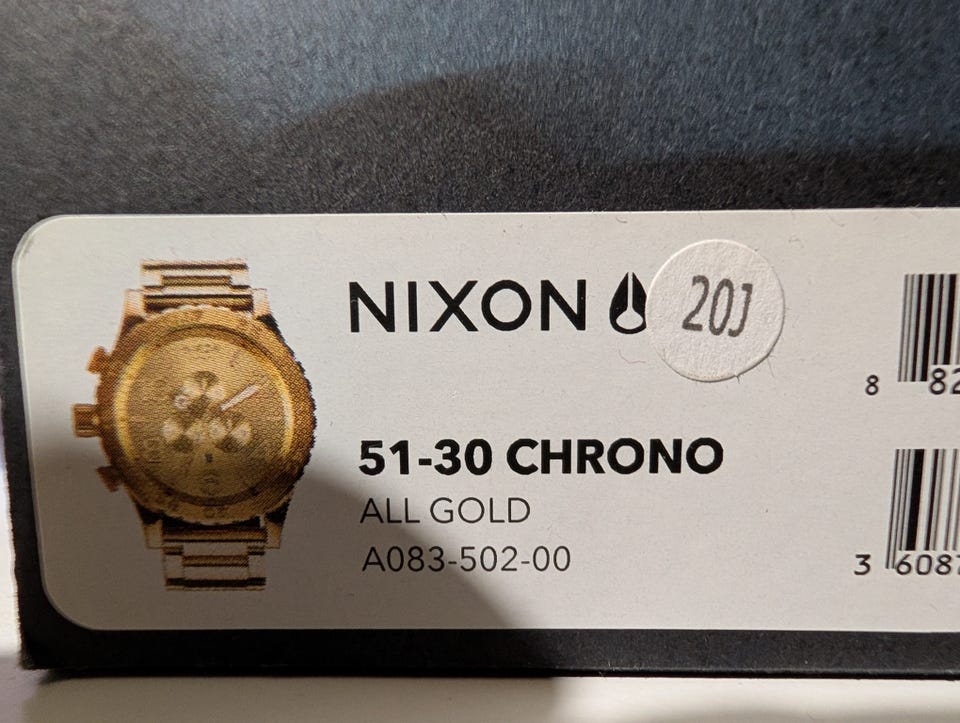 NIXON
20J
51-30 CHRONO
ALL GOLD
A083-502-00
8 82
3 6087